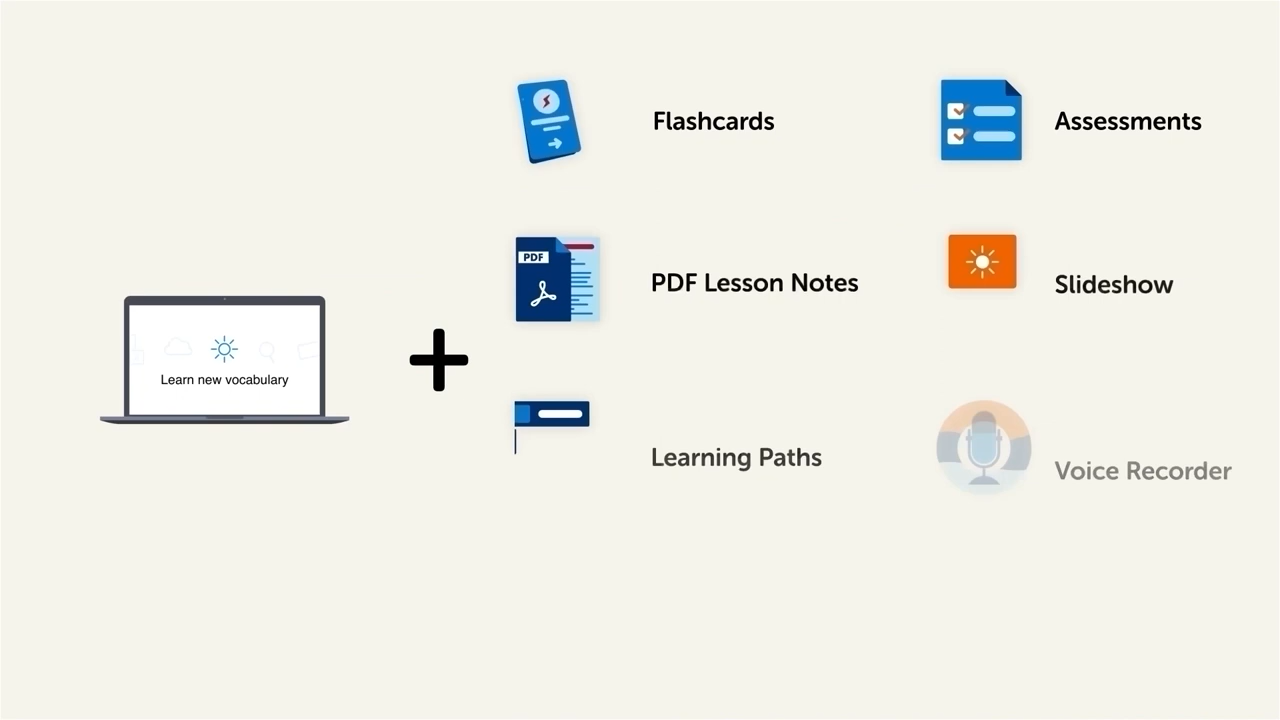 Flashcards
Assessments
PDF
PDF Lesson Notes
Slideshow
Learn new vocabulary
Learning Paths
Voice Recorder